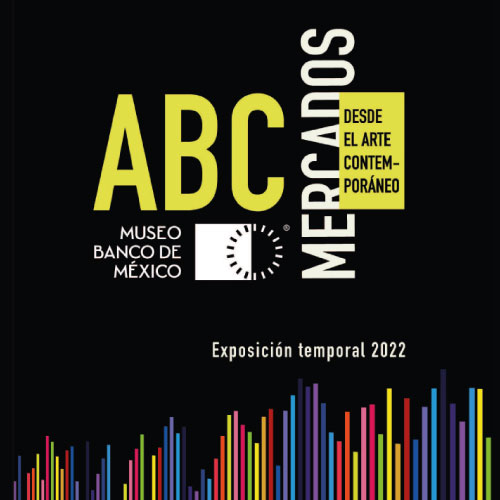 ABC
MERCADOS
DESDE
EL ARTE
CONTEM-
PORÁNEO
MUSEO
BANCO DE
MÉXICO
®
Exposición temporal 2022